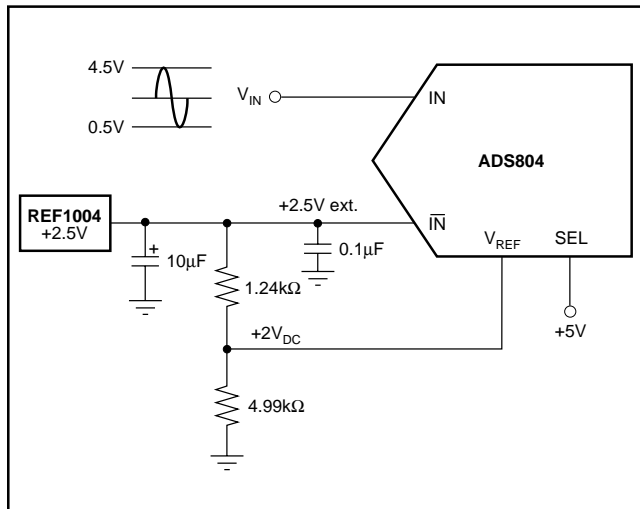 4.5V
V_IN
IN
0.5V
ADS804
REF1004
+2.5V
+2.5V ext.
I̅N̅
V_REF
SEL
10μF
0.1μF
1.24kΩ
+2V_DC
+5V
4.99kΩ